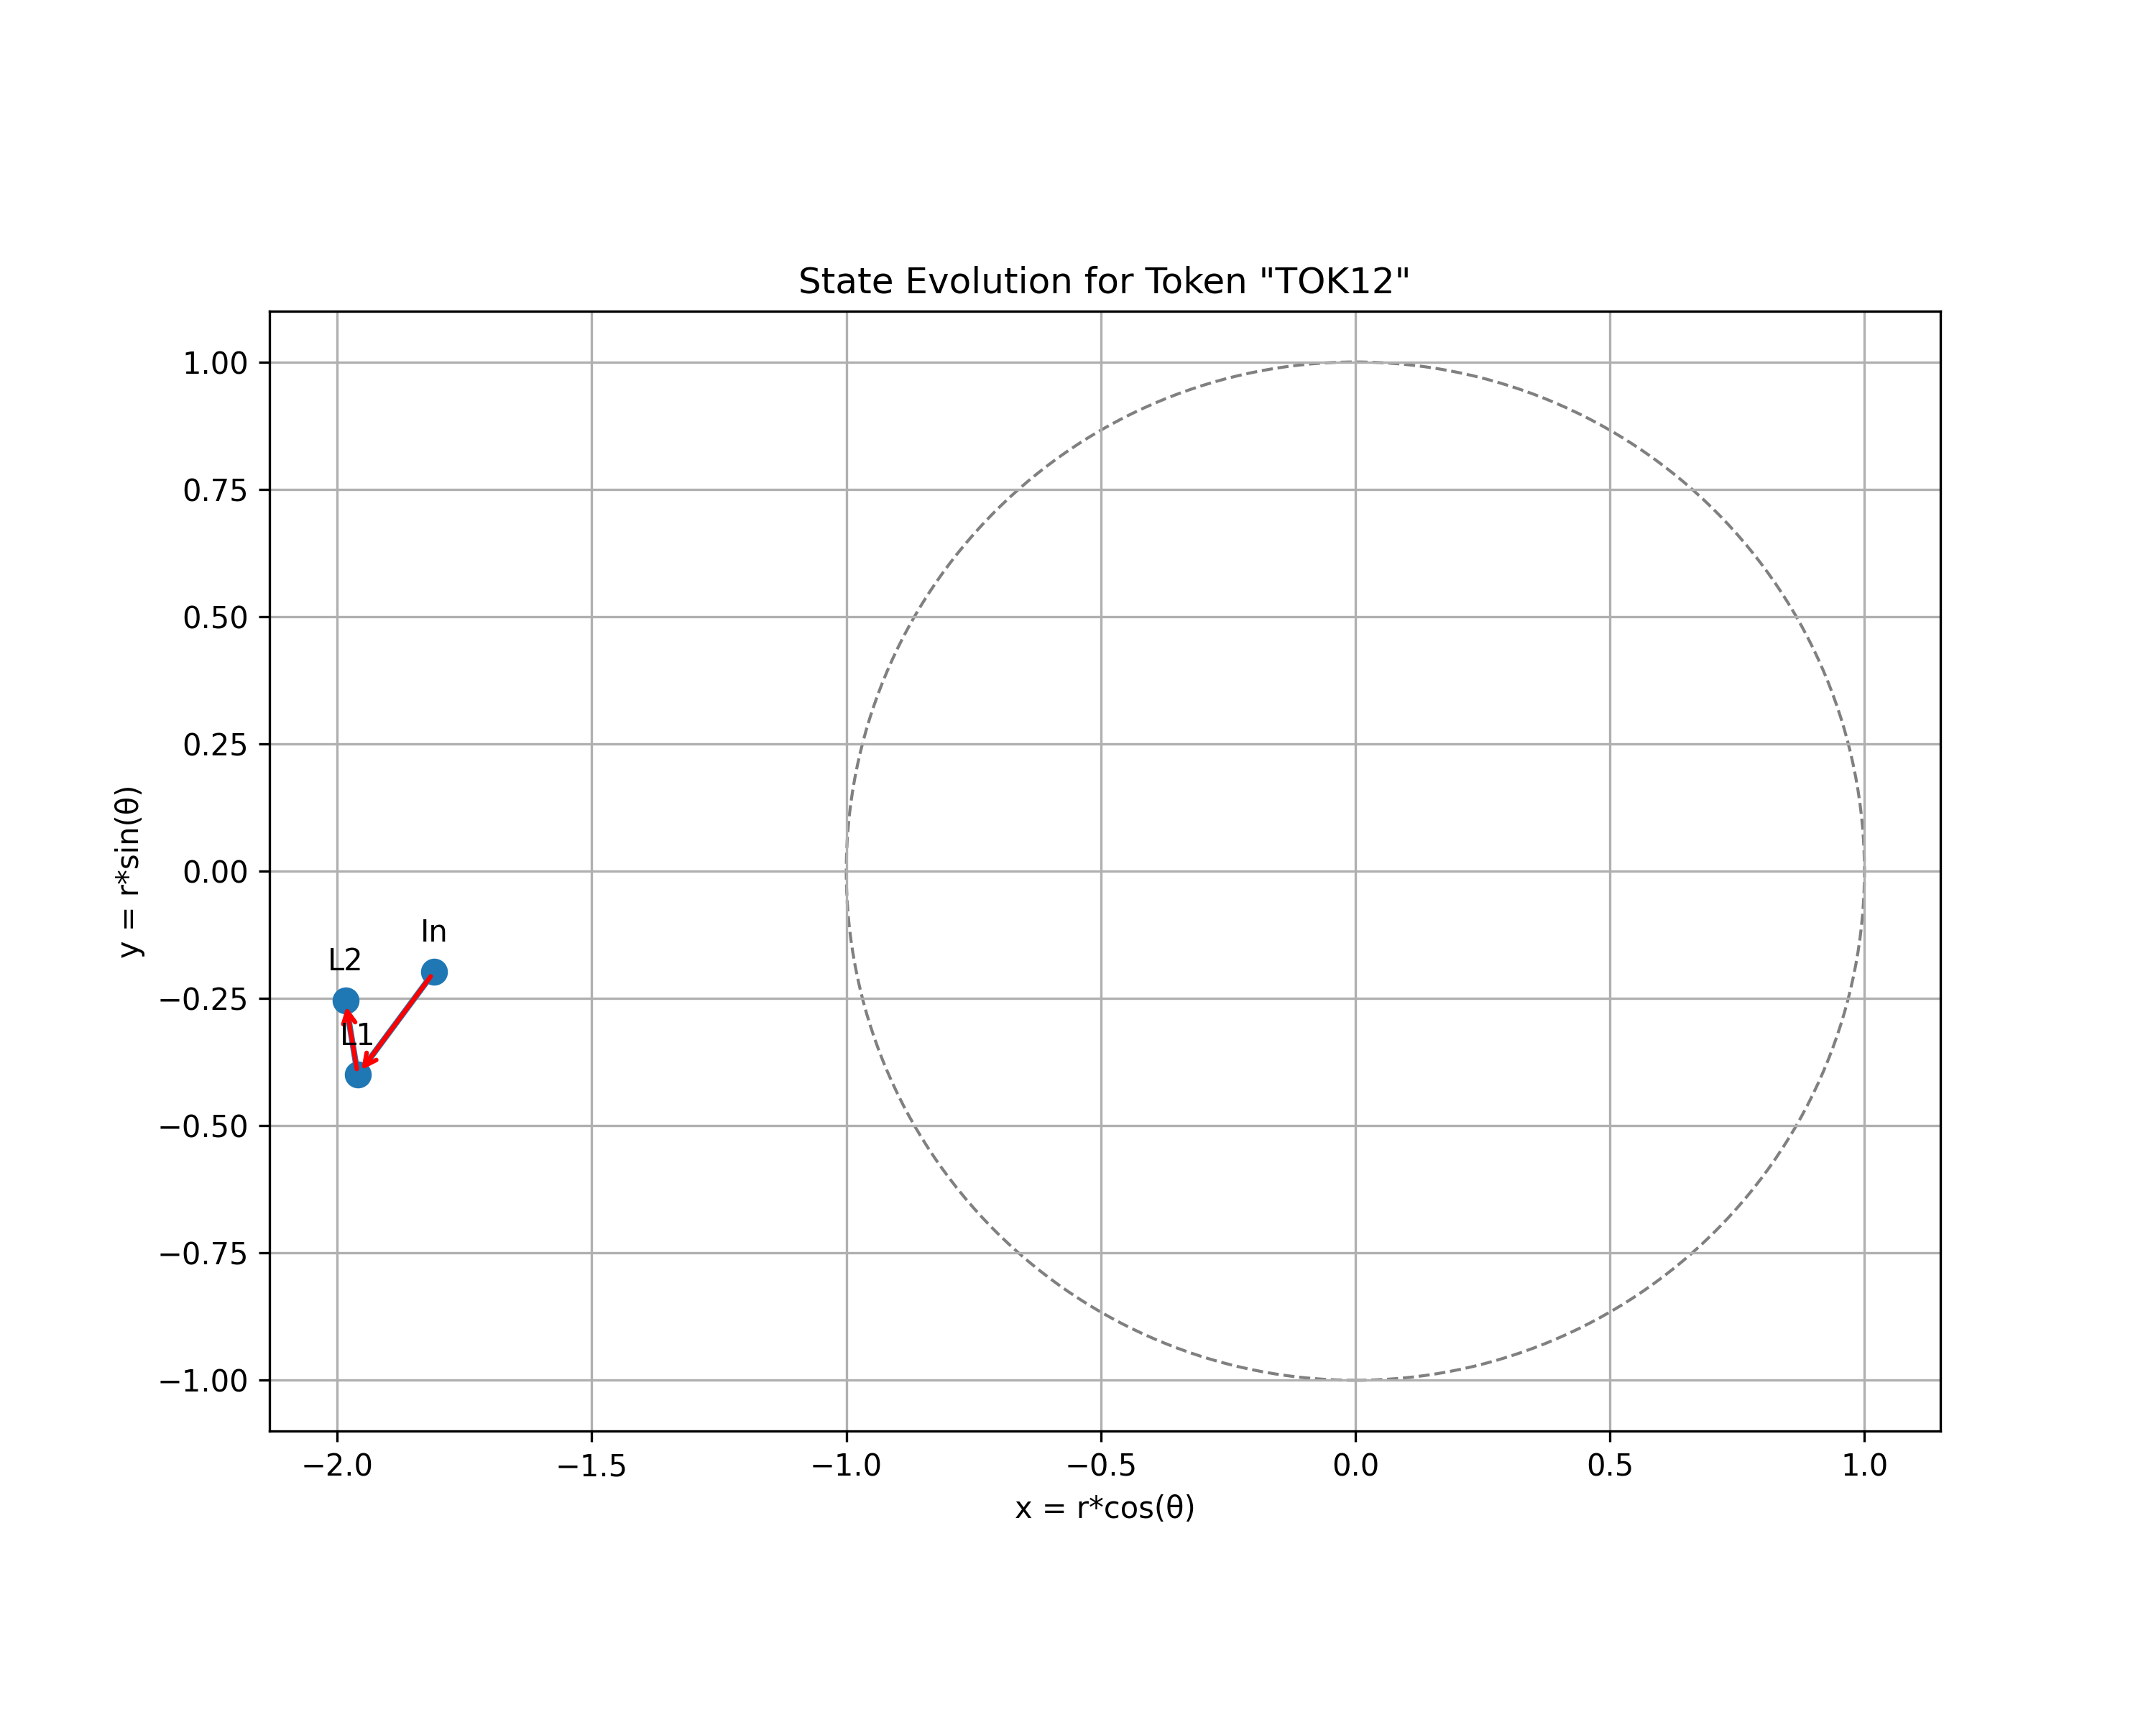 State Evolution for Token "TOK12"
1.00
0.75
0.50
0.25
0.00
−0.25
−0.50
−0.75
−1.00
y = r*sin(θ)
In
L2
L1
−2.0 −1.5 −1.0 −0.5 0.0 0.5 1.0
x = r*cos(θ)